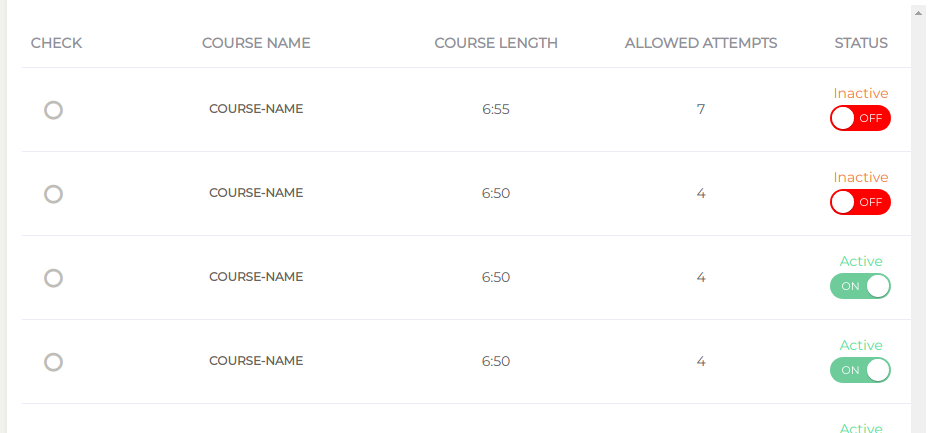 CHECK COURSE NAME COURSE LENGTH ALLOWED ATTEMPTS STATUS
Inactive
COURSE-NAME 6:55 7 OFF
Inactive
COURSE-NAME 6:50 4 OFF
Active
COURSE-NAME 6:50 4 ON
Active
COURSE-NAME 6:50 4 ON
Active